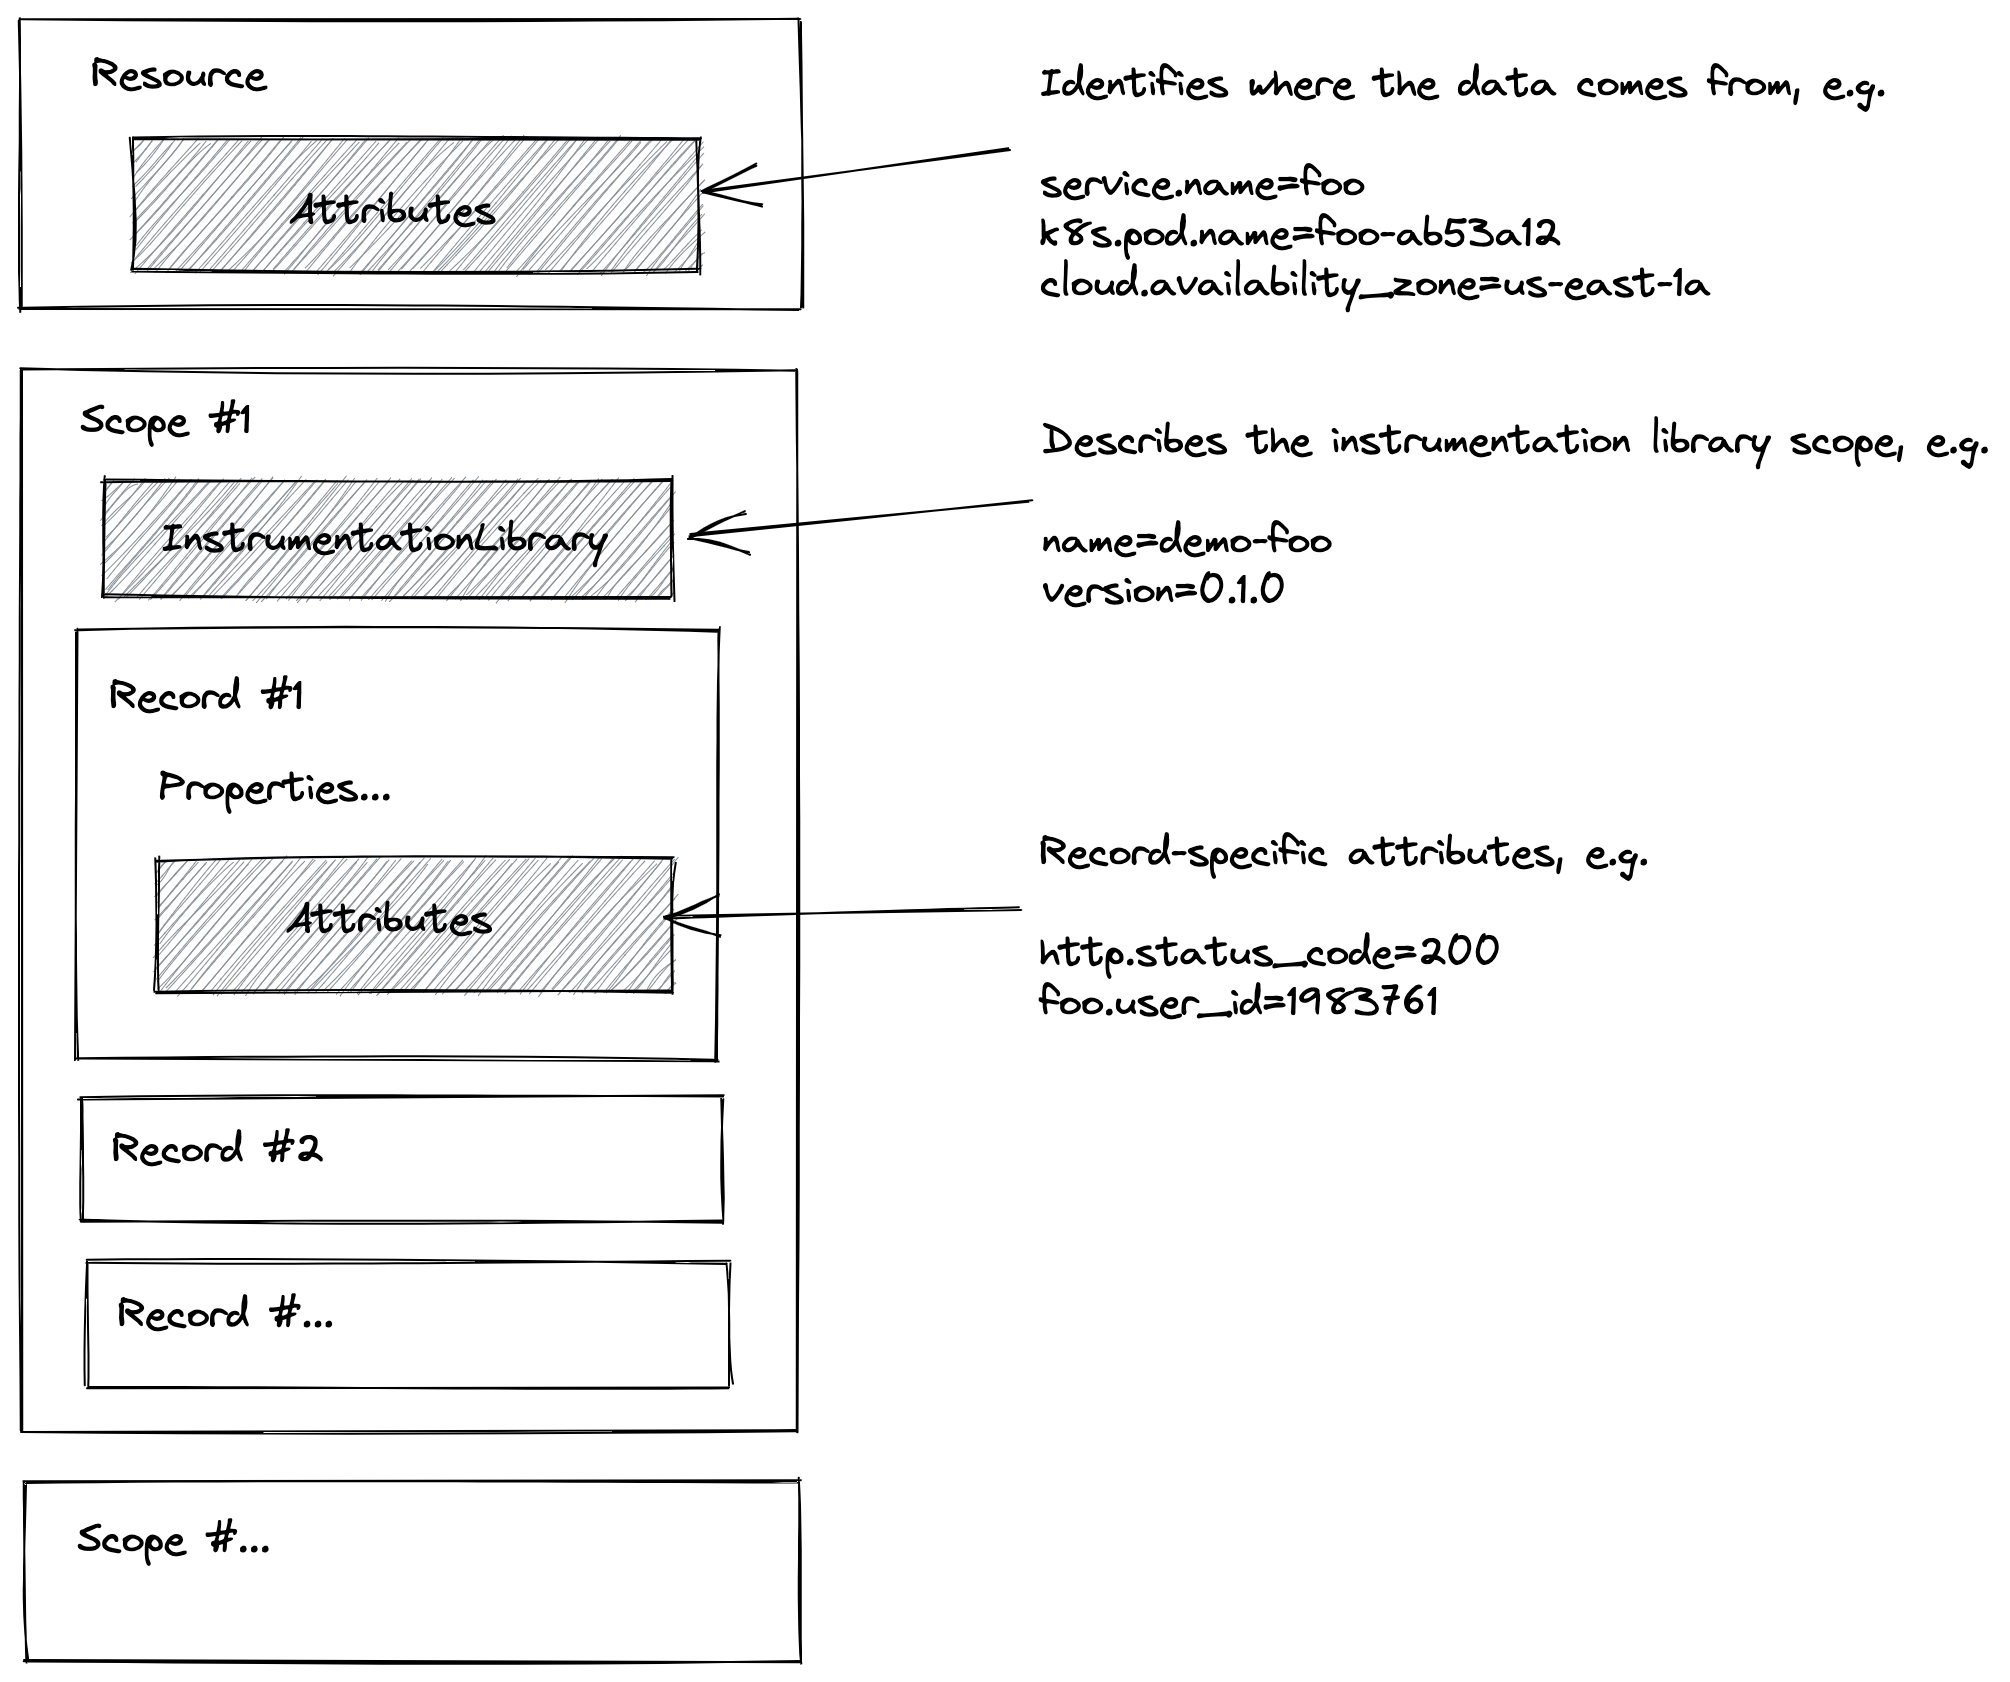 Resource
Attributes
Identifies where the data comes from, e.g.
service.name=foo
k8s.pod.name=foo-ab53a12
cloud.availability_zone=us-east-1a
Scope #1
InstrumentationLibrary
Describes the instrumentation library scope, e.g.
name=demo-foo
version=0.1.0
Record #1
Properties...
Attributes
Record-specific attributes, e.g.
http.status_code=200
foo.user_id=1983761
Record #2
Record #...
Scope #...